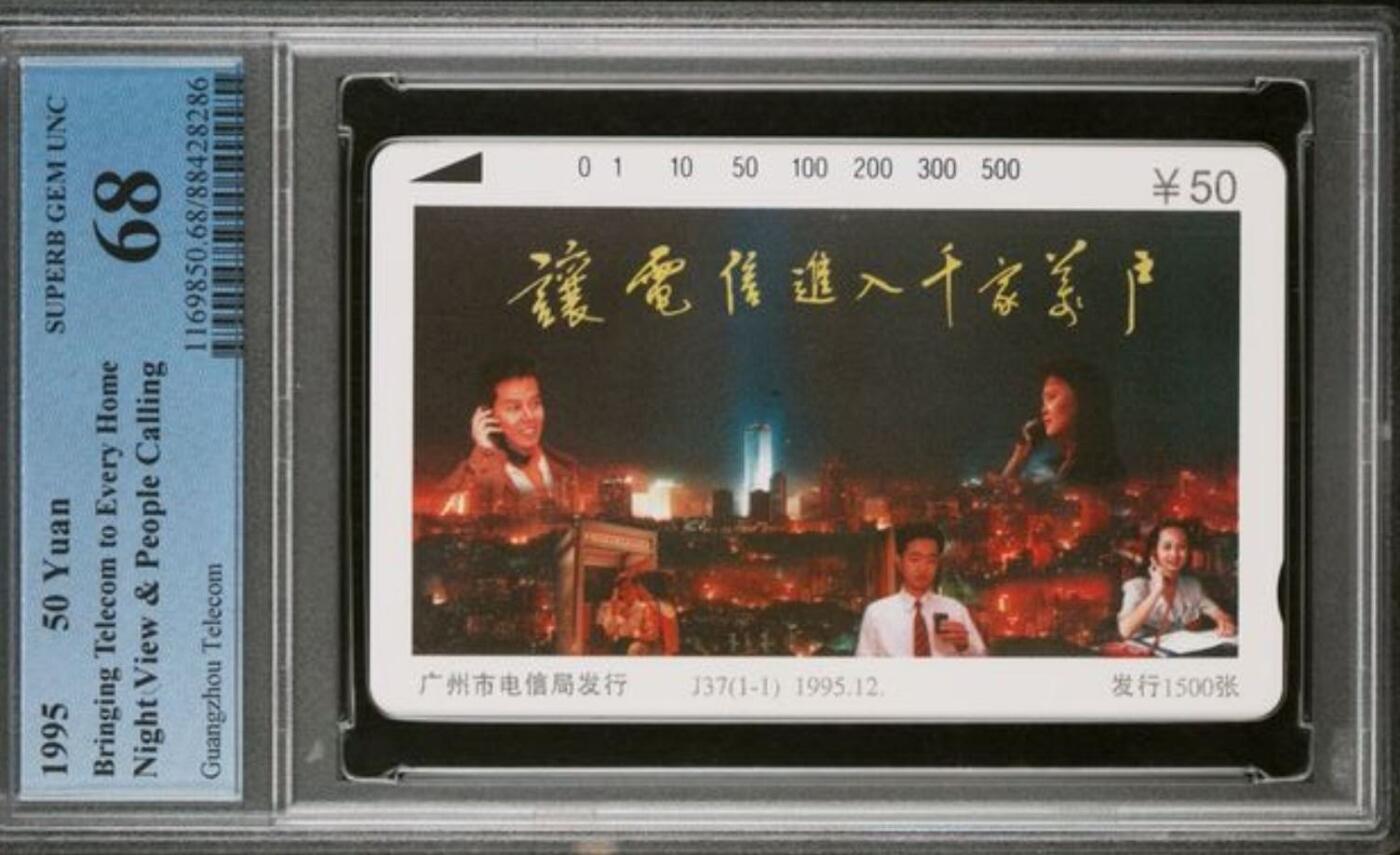 1995 50 Yuan SUPERB GEM UNC
Bringing Telecom to Every Home 68
Night View & People Calling
Guangzhou Telecom 1169850.68/88428286
0 1 10 50 100 200 300 500
¥50
讓電信進入千家萬戶
广州市电信局发行 J37(1-1) 1995.12. 发行1500张